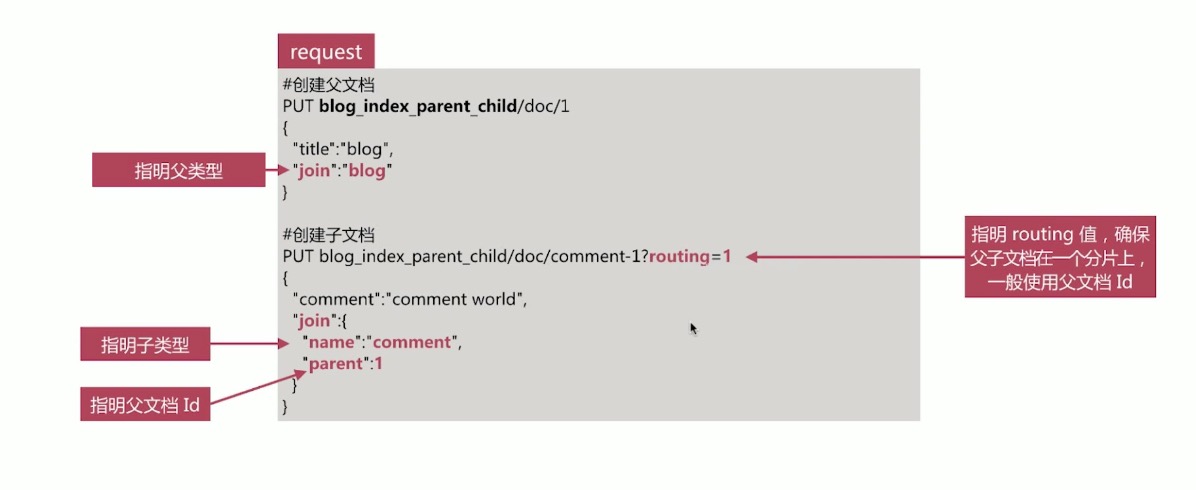 request
#创建父文档
PUT blog_index_parent_child/doc/1
{
"title":"blog",
"join":"blog"
}
指明父类型
#创建子文档
PUT blog_index_parent_child/doc/comment-1?routing=1
{
"comment":"comment world",
"join":{
"name":"comment",
"parent":1
}
}
指明子类型
指明父文档 Id
指明 routing 值，确保
父子文档在一个分片上，
一般使用父文档 Id